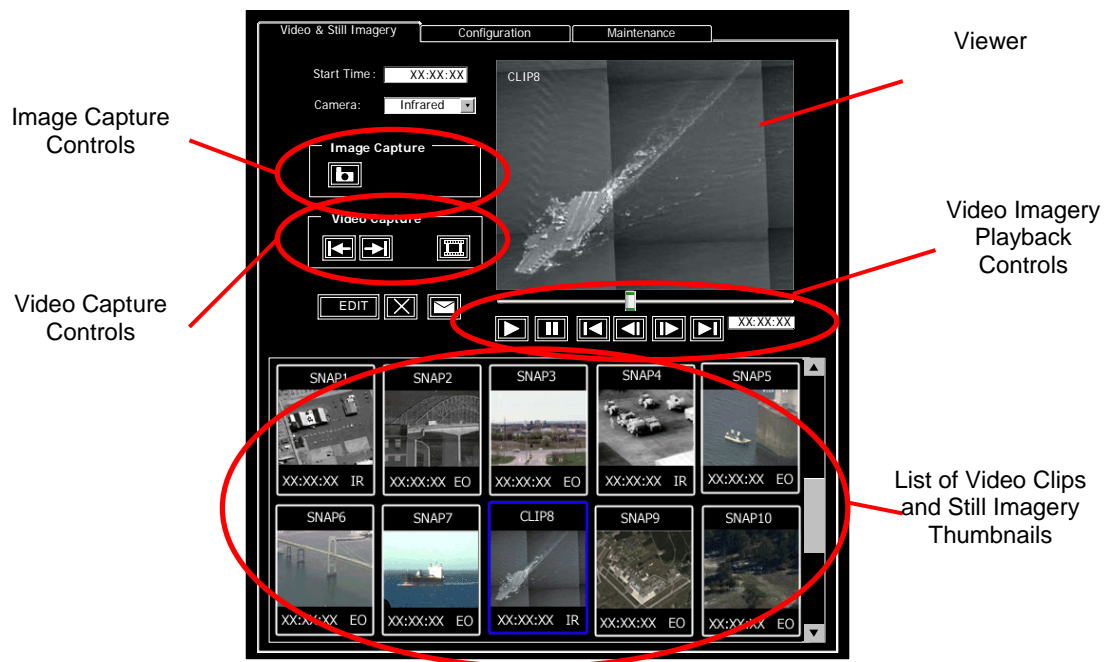 Video & Still Imagery
Configuration
Maintenance
Viewer
Start Time :
XX:XX:XX
CLIP8
Camera:
Infrared
Image Capture
Controls
Image Capture
Video Capture
Video Imagery
Playback
Controls
Video Capture
Controls
EDIT
XX:XX:XX
SNAP1
SNAP2
SNAP3
SNAP4
SNAP5
XX:XX:XX IR
XX:XX:XX EO
XX:XX:XX EO
XX:XX:XX IR
XX:XX:XX EO
List of Video Clips
and Still Imagery
Thumbnails
SNAP6
SNAP7
CLIP8
SNAP9
SNAP10
XX:XX:XX EO
XX:XX:XX EO
XX:XX:XX IR
XX:XX:XX EO
XX:XX:XX EO